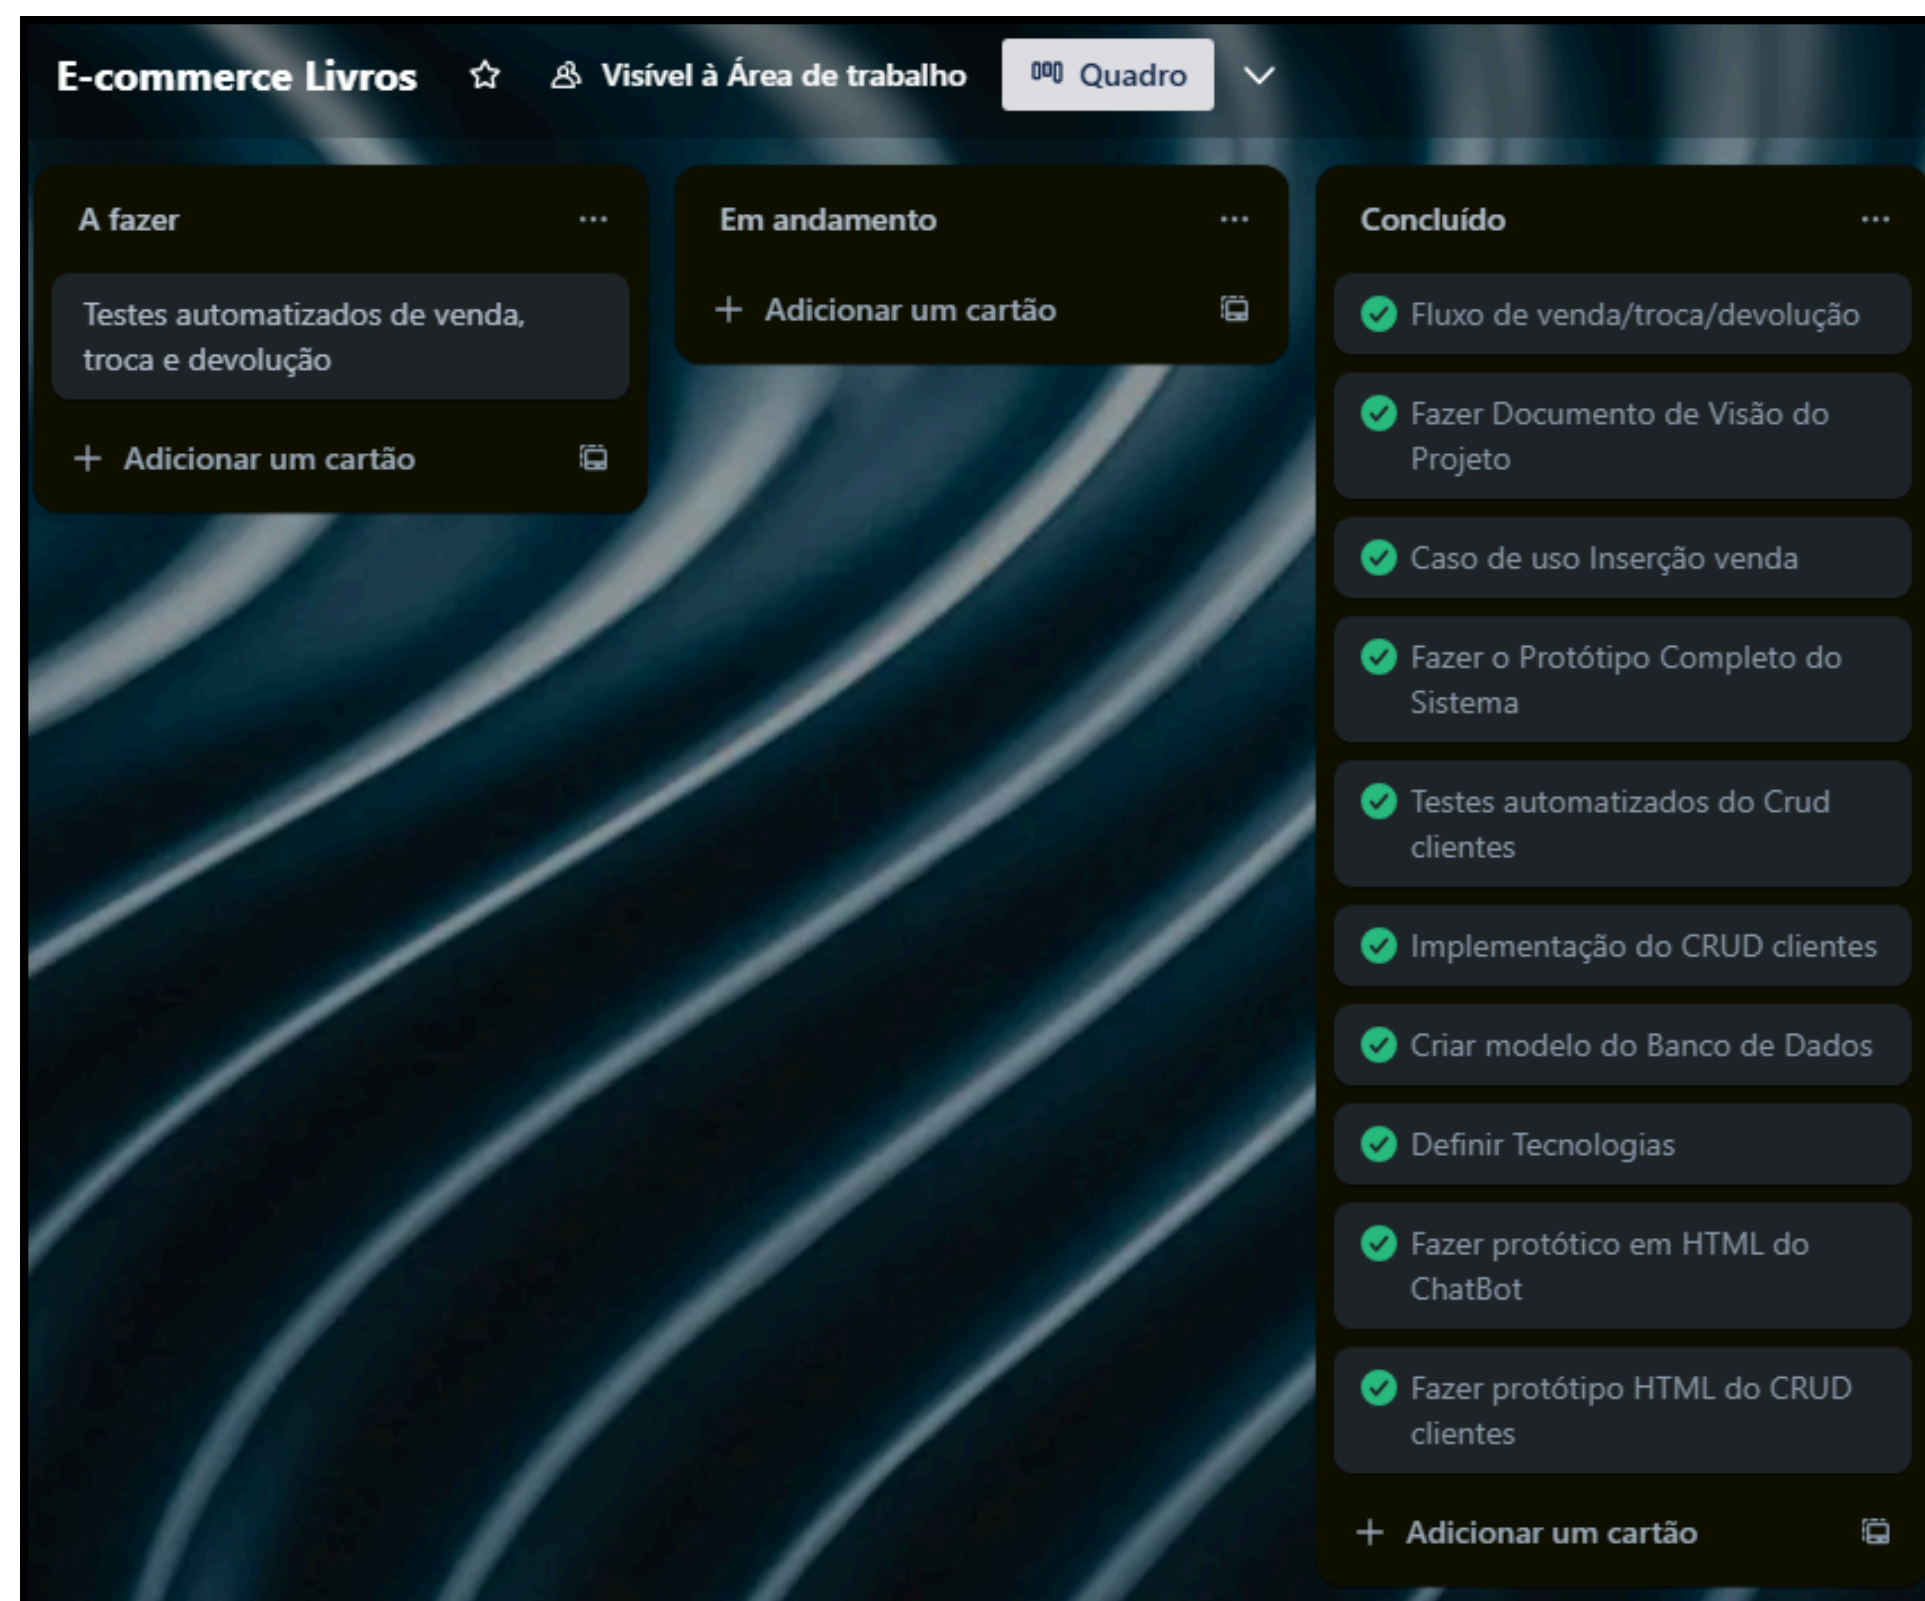 E-commerce Livros
Visível à Área de trabalho
Quadro
A fazer
Testes automatizados de venda,
troca e devolução
Adicionar um cartão
Em andamento
Adicionar um cartão
Concluído
Fluxo de venda/troca/devolução
Fazer Documento de Visão do
Projeto
Caso de uso Inserção venda
Fazer o Protótipo Completo do
Sistema
Testes automatizados do Crud
clientes
Implementação do CRUD clientes
Criar modelo do Banco de Dados
Definir Tecnologias
Fazer protótico em HTML do
ChatBot
Fazer protótipo HTML do CRUD
clientes
Adicionar um cartão